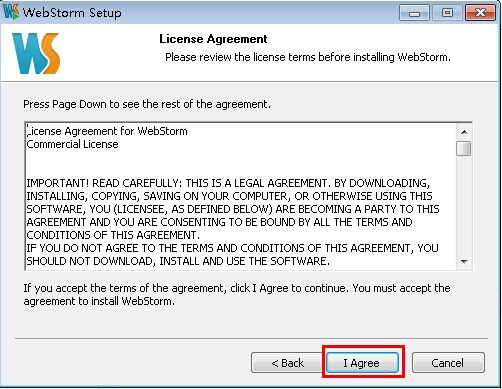 WebStorm Setup
WS
License Agreement
Please review the license terms before installing WebStorm.
Press Page Down to see the rest of the agreement.
License Agreement for WebStorm
Commercial License
IMPORTANT! READ CAREFULLY: THIS IS A LEGAL AGREEMENT. BY DOWNLOADING,
INSTALLING, COPYING, SAVING ON YOUR COMPUTER, OR OTHERWISE USING THIS
SOFTWARE, YOU (LICENSEE, AS DEFINED BELOW) ARE BECOMING A PARTY TO THIS
AGREEMENT AND YOU ARE CONSENTING TO BE BOUND BY ALL THE TERMS AND
CONDITIONS OF THIS AGREEMENT.
IF YOU DO NOT AGREE TO THE TERMS AND CONDITIONS OF THIS AGREEMENT, YOU
SHOULD NOT DOWNLOAD, INSTALL AND USE THE SOFTWARE.
If you accept the terms of the agreement, click I Agree to continue. You must accept the
agreement to install WebStorm.
< Back
I Agree
Cancel